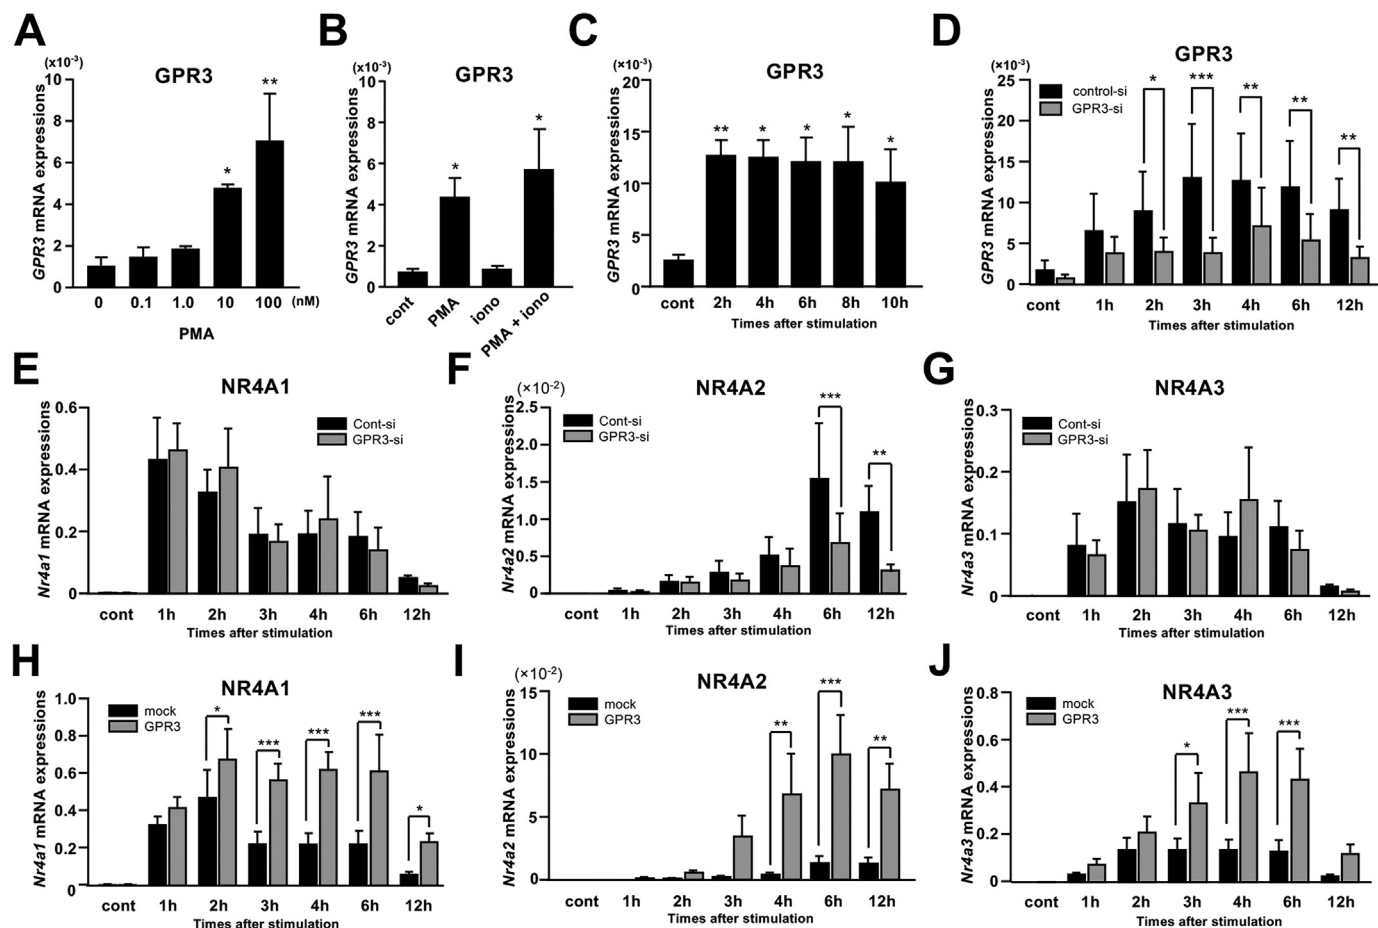 A
GPR3
(×10⁻³)
GPR3 mRNA expressions
10
8
6
4
2
0
*
**
0 0.1 1.0 10 100 (nM)
PMA
B
GPR3
(×10⁻³)
GPR3 mRNA expressions
10
8
6
4
2
0
*
*
cont PMA iono PMA + iono
C
GPR3
(×10⁻³)
GPR3 mRNA expressions
20
15
10
5
0
** * * * *
cont 2h 4h 6h 8h 10h
Times after stimulation
D
GPR3
(×10⁻³)
GPR3 mRNA expressions
25
20
15
10
5
0
control-si
GPR3-si
* *** ** ** **
cont 1h 2h 3h 4h 6h 12h
Times after stimulation
E
NR4A1
Nr4a1 mRNA expressions
0.6
0.4
0.2
0
Cont-si
GPR3-si
cont 1h 2h 3h 4h 6h 12h
Times after stimulation
F
NR4A2
(×10⁻²)
Nr4a2 mRNA expressions
2.5
2.0
1.5
1.0
0.5
0
Cont-si
GPR3-si
*** **
cont 1h 2h 3h 4h 6h 12h
Times after stimulation
G
NR4A3
Nr4a3 mRNA expressions
0.3
0.2
0.1
0
Cont-si
GPR3-si
cont 1h 2h 3h 4h 6h 12h
Times after stimulation
H
NR4A1
Nr4a1 mRNA expressions
1.0
0.8
0.6
0.4
0.2
0
mock
GPR3
* *** *** *** *
cont 1h 2h 3h 4h 6h 12h
Times after stimulation
I
NR4A2
(×10⁻²)
Nr4a2 mRNA expressions
15
10
5
0
mock
GPR3
** *** **
cont 1h 2h 3h 4h 6h 12h
Times after stimulation
J
NR4A3
Nr4a3 mRNA expressions
0.8
0.6
0.4
0.2
0
mock
GPR3
* *** ***
cont 1h 2h 3h 4h 6h 12h
Times after stimulation